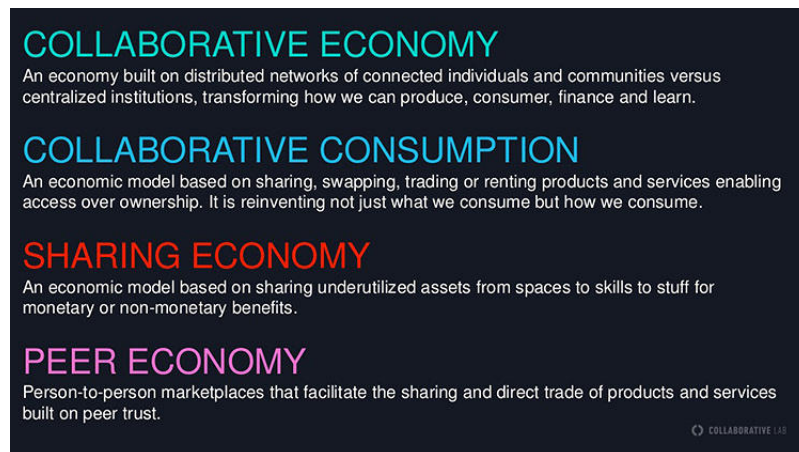 COLLABORATIVE ECONOMY
An economy built on distributed networks of connected individuals and communities versus
centralized institutions, transforming how we can produce, consumer, finance and learn.
COLLABORATIVE CONSUMPTION
An economic model based on sharing, swapping, trading or renting products and services enabling
access over ownership. It is reinventing not just what we consume but how we consume.
SHARING ECONOMY
An economic model based on sharing underutilized assets from spaces to skills to stuff for
monetary or non-monetary benefits.
PEER ECONOMY
Person-to-person marketplaces that facilitate the sharing and direct trade of products and services
built on peer trust.
COLLABORATIVE LAB